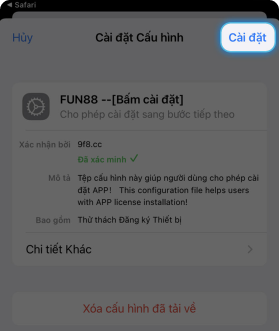 Safari
Hủy
Cài đặt Cấu hình
Cài đặt
FUN88 --[Bấm cài đặt]
Cho phép cài đặt sang bước tiếp theo
Xác nhận bởi 9f8.cc
Đã xác minh ✓
Mô tả Tệp cấu hình này giúp người dùng cho phép cài
đặt APP! This configuration file helps users
with APP license installation!
Bao gồm Thử thách Đăng ký Thiết bị
Chi tiết Khác
Xóa cấu hình đã tải về